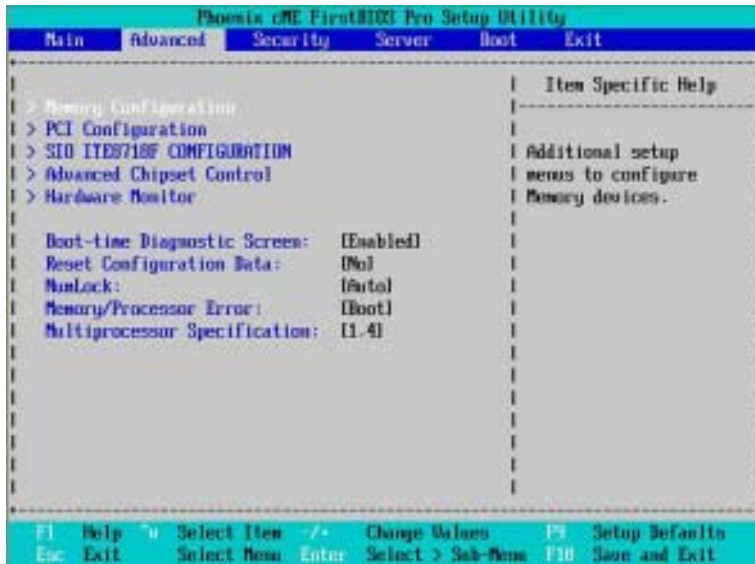 Phoenix cME FirstBIOS Pro Setup Utility
Main Advanced Security Server Boot Exit
Item Specific Help
> Memory Configuration
> PCI Configuration
> SIO ITE8718F CONFIGURATION
Additional setup
> Advanced Chipset Control
menus to configure
> Hardware Monitor
Memory devices.
Boot-time Diagnostic Screen: [Enabled]
Reset Configuration Data: [No]
NumLock: [Auto]
Memory/Processor Error: [Boot]
Multiprocessor Specification: [1.4]
F1 Help Select Item -/+ Change Values F9 Setup Defaults
Esc Exit Select Menu Enter Select > Sub-Menu F10 Save and Exit